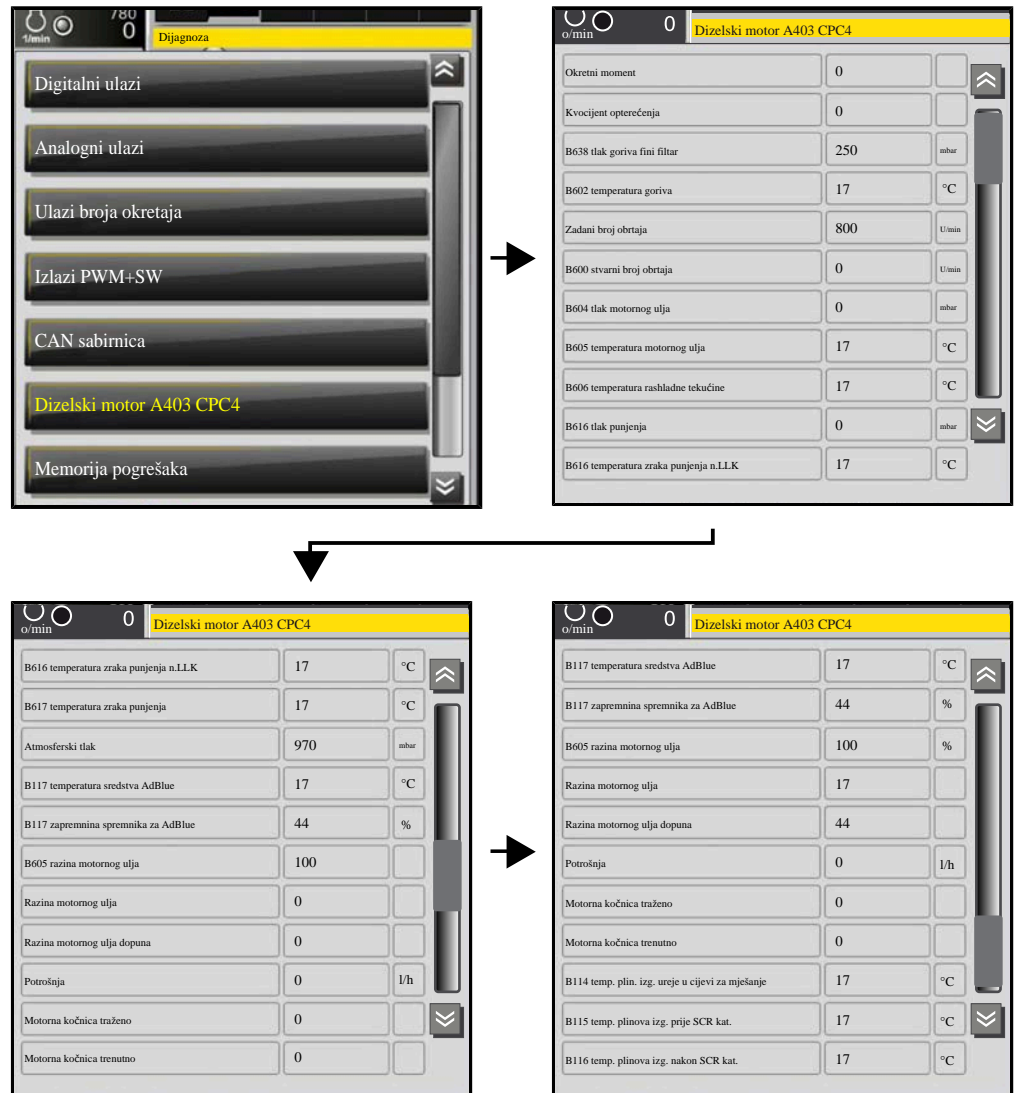 780
1/min 0 Dijagnoza
Digitalni ulazi
Analogni ulazi
Ulazi broja okretaja
Izlazi PWM+SW
CAN sabirnica
Dizelski motor A403 CPC4
Memorija pogrešaka
o/min 0 Dizelski motor A403 CPC4
Okretni moment 0
Kvocijent opterećenja 0
B638 tlak goriva fini filtar 250 mbar
B602 temperatura goriva 17 °C
Zadani broj obrtaja 800 U/min
B600 stvarni broj obrtaja 0 U/min
B604 tlak motornog ulja 0 mbar
B605 temperatura motornog ulja 17 °C
B606 temperatura rashladne tekućine 17 °C
B616 tlak punjenja 0 mbar
B616 temperatura zraka punjenja n.LLK 17 °C
o/min 0 Dizelski motor A403 CPC4
B616 temperatura zraka punjenja n.LLK 17 °C
B617 temperatura zraka punjenja 17 °C
Atmosferski tlak 970 mbar
B117 temperatura sredstva AdBlue 17 °C
B117 zapremnina spremnika za AdBlue 44 %
B605 razina motornog ulja 100
Razina motornog ulja 0
Razina motornog ulja dopuna 0
Potrošnja 0 l/h
Motorna kočnica traženo 0
Motorna kočnica trenutno 0
o/min 0 Dizelski motor A403 CPC4
B117 temperatura sredstva AdBlue 17 °C
B117 zapremnina spremnika za AdBlue 44 %
B605 razina motornog ulja 100 %
Razina motornog ulja 17
Razina motornog ulja dopuna 44
Potrošnja 0 l/h
Motorna kočnica traženo 0
Motorna kočnica trenutno 0
B114 temp. plin. izg. ureje u cijevi za mješanje 17 °C
B115 temp. plinova izg. prije SCR kat. 17 °C
B116 temp. plinova izg. nakon SCR kat. 17 °C